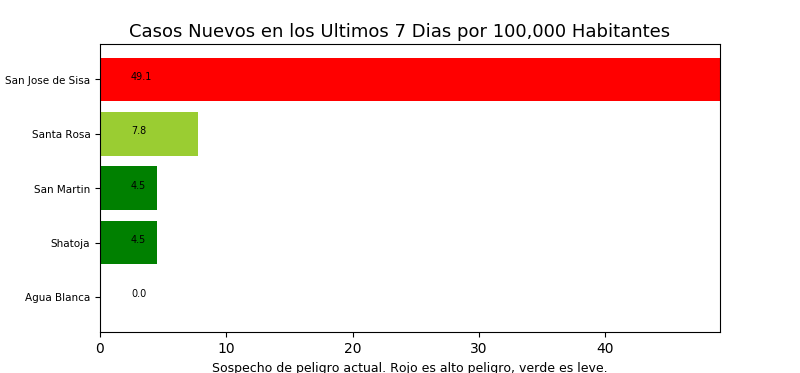 Casos Nuevos en los Ultimos 7 Dias por 100,000 Habitantes
San Jose de Sisa 49.1
Santa Rosa 7.8
San Martin 4.5
Shatoja 4.5
Agua Blanca 0.0
0 10 20 30 40
Sospecho de peligro actual. Rojo es alto peligro, verde es leve.